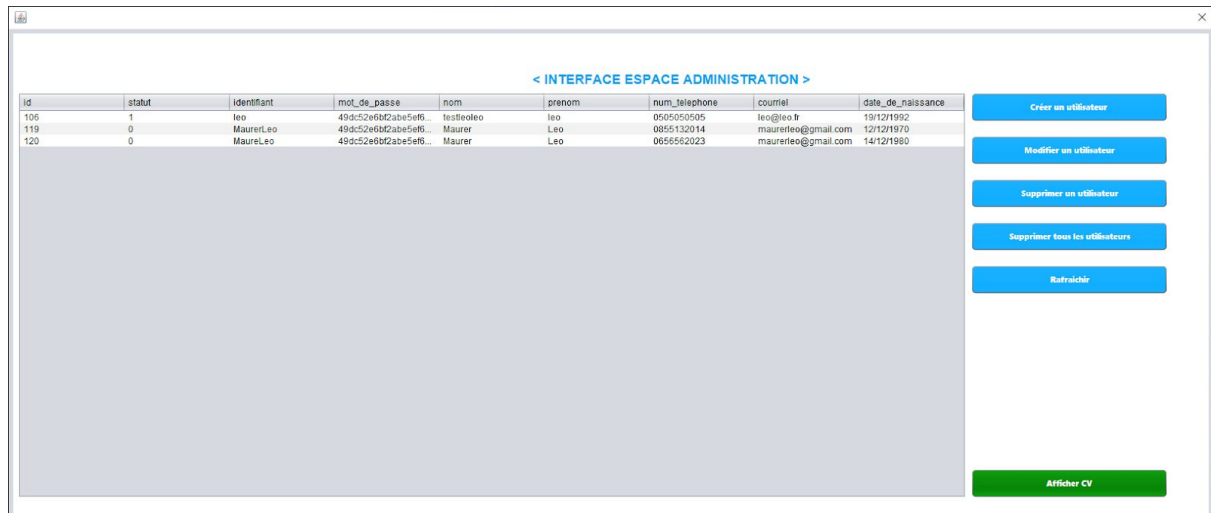 < INTERFACE ESPACE ADMINISTRATION >
id statut identifiant mot_de_passe nom prenom num_telephone courriel date_de_naissance
106 1 leo 49dc52e6bf2abe5ef6... testleoleo leo 0505050505 leo@leo.fr 19/12/1992
119 0 MaurerLeo 49dc52e6bf2abe5ef6... Maurer Leo 0855132014 maurerleo@gmail.com 12/12/1970
120 0 MaureLeo 49dc52e6bf2abe5ef6... Maurer Leo 0656562023 maurerleo@gmail.com 14/12/1980
Créer un utilisateur
Modifier un utilisateur
Supprimer un utilisateur
Supprimer tous les utilisateurs
Rafraichir
Afficher CV